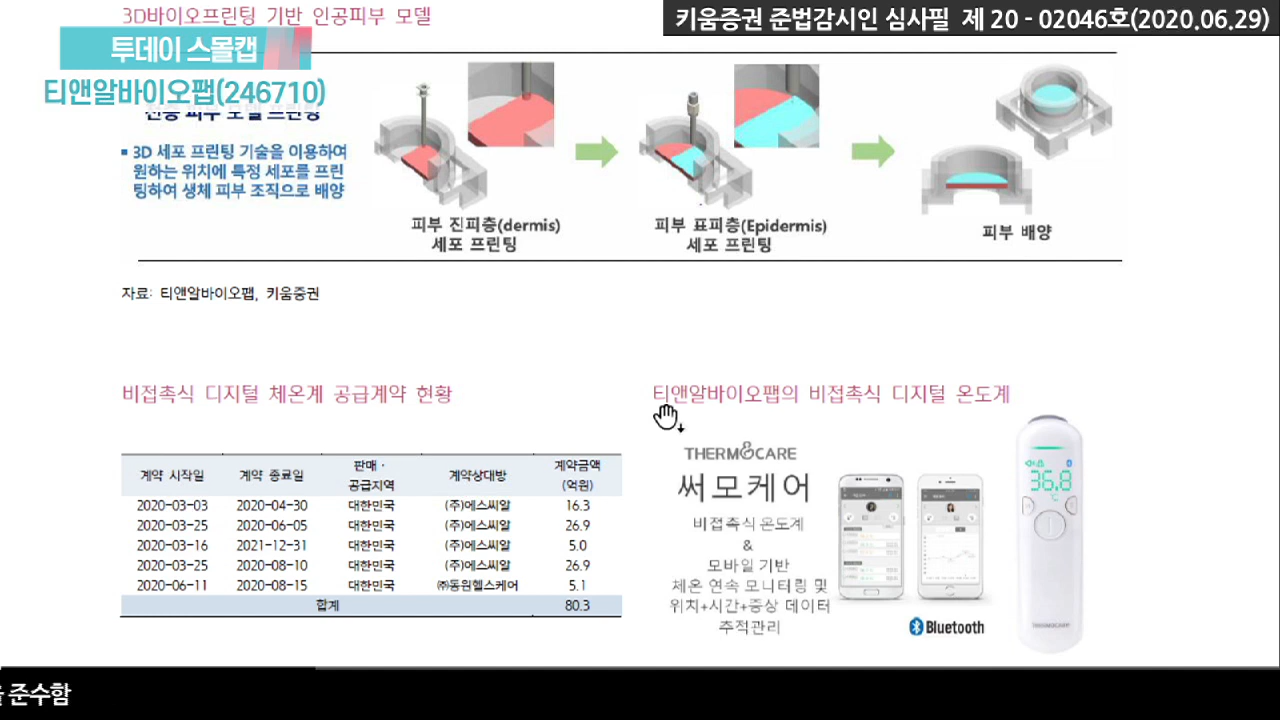 3D바이오프린팅 기반 인공피부 모델
키움증권 준법감시인 심사필 제 20 - 02046호(2020.06.29)
투데이 스몰캡
티앤알바이오팹(246710)
전층 피부 모델 프린팅
▪ 3D 세포 프린팅 기술을 이용하여
원하는 위치에 특정 세포를 프린
팅하여 생체 피부 조직으로 배양
피부 진피층(dermis)
세포 프린팅
피부 표피층(Epidermis)
세포 프린팅
피부 배양
자료: 티앤알바이오팹, 키움증권
비접촉식 디지털 체온계 공급계약 현황
계약 시작일 계약 종료일 판매 · 공급지역 계약상대방 계약금액 (억원)
2020-03-03 2020-04-30 대한민국 (주)에스씨알 16.3
2020-03-25 2020-06-05 대한민국 (주)에스씨알 26.9
2020-03-16 2021-12-31 대한민국 (주)에스씨알 5.0
2020-03-25 2020-08-10 대한민국 (주)에스씨알 26.9
2020-06-11 2020-08-15 대한민국 ㈜동원헬스케어 5.1
합계 80.3
티앤알바이오팹의 비접촉식 디지털 온도계
THERMOCARE
써모케어
비접촉식 온도계
&
모바일 기반
체온 연속 모니터링 및
위치+시간+증상 데이터
추적관리
Bluetooth
36.8
℃
THERMOCARE
준수함